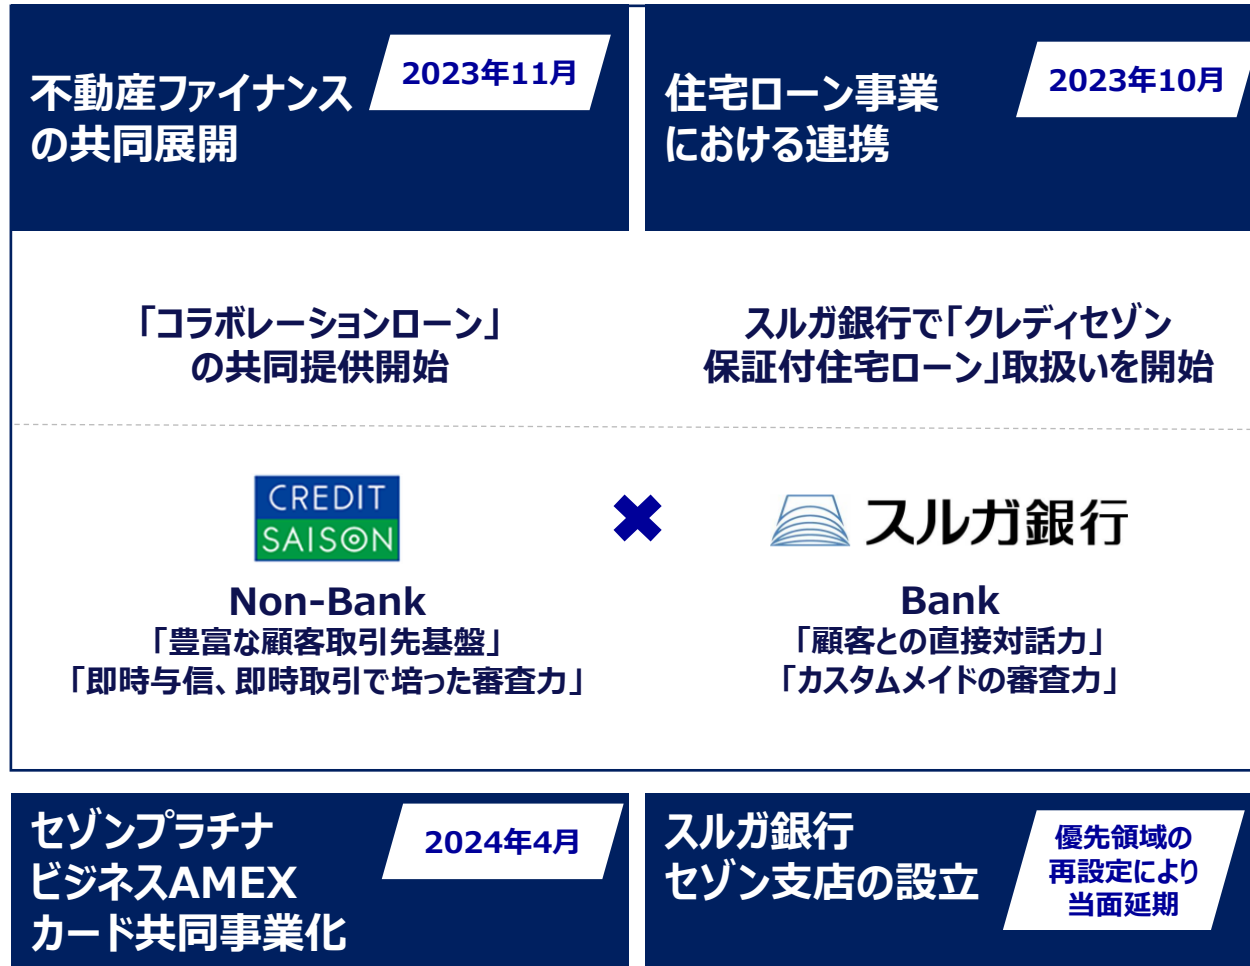 不動産ファイナンス
の共同展開
2023年11月
住宅ローン事業
における連携
2023年10月
「コラボレーションローン」
の共同提供開始
スルガ銀行で「クレディセゾン
保証付住宅ローン」取扱いを開始
CREDIT
SAISON
スルガ銀行
Non-Bank
「豊富な顧客取引先基盤」
「即時与信、即時取引で培った審査力」
Bank
「顧客との直接対話力」
「カスタムメイドの審査力」
セゾンプラチナ
ビジネスAMEX
カード共同事業化
2024年4月
スルガ銀行
セゾン支店の設立
優先領域の
再設定により
当面延期